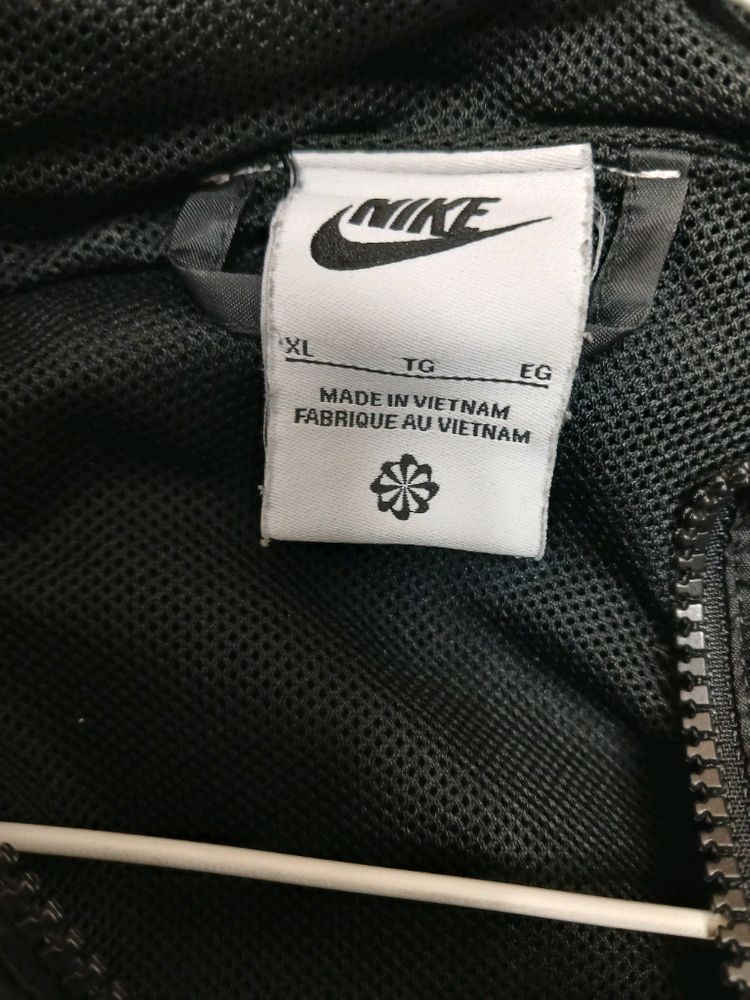 NIKE
XL TG EG
MADE IN VIETNAM
FABRIQUE AU VIETNAM